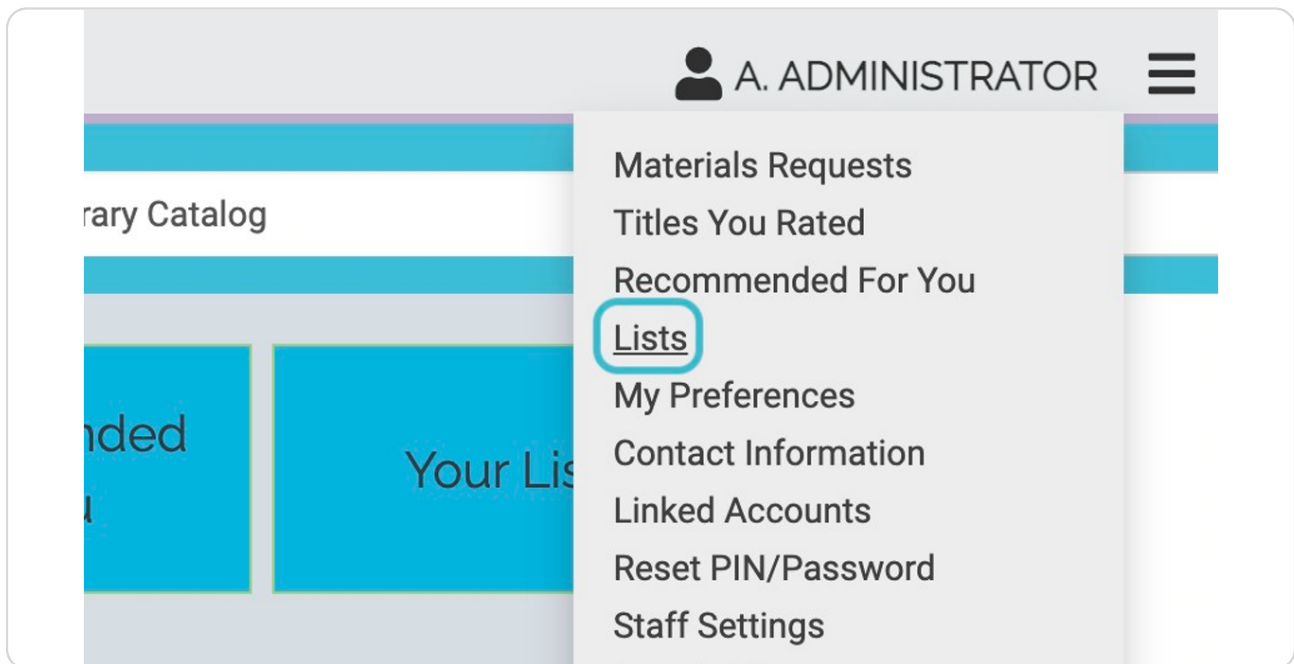 A. ADMINISTRATOR
Materials Requests
rary Catalog
Titles You Rated
Recommended For You
Lists
My Preferences
nded
Contact Information
Your Lis
Linked Accounts
u
Reset PIN/Password
Staff Settings